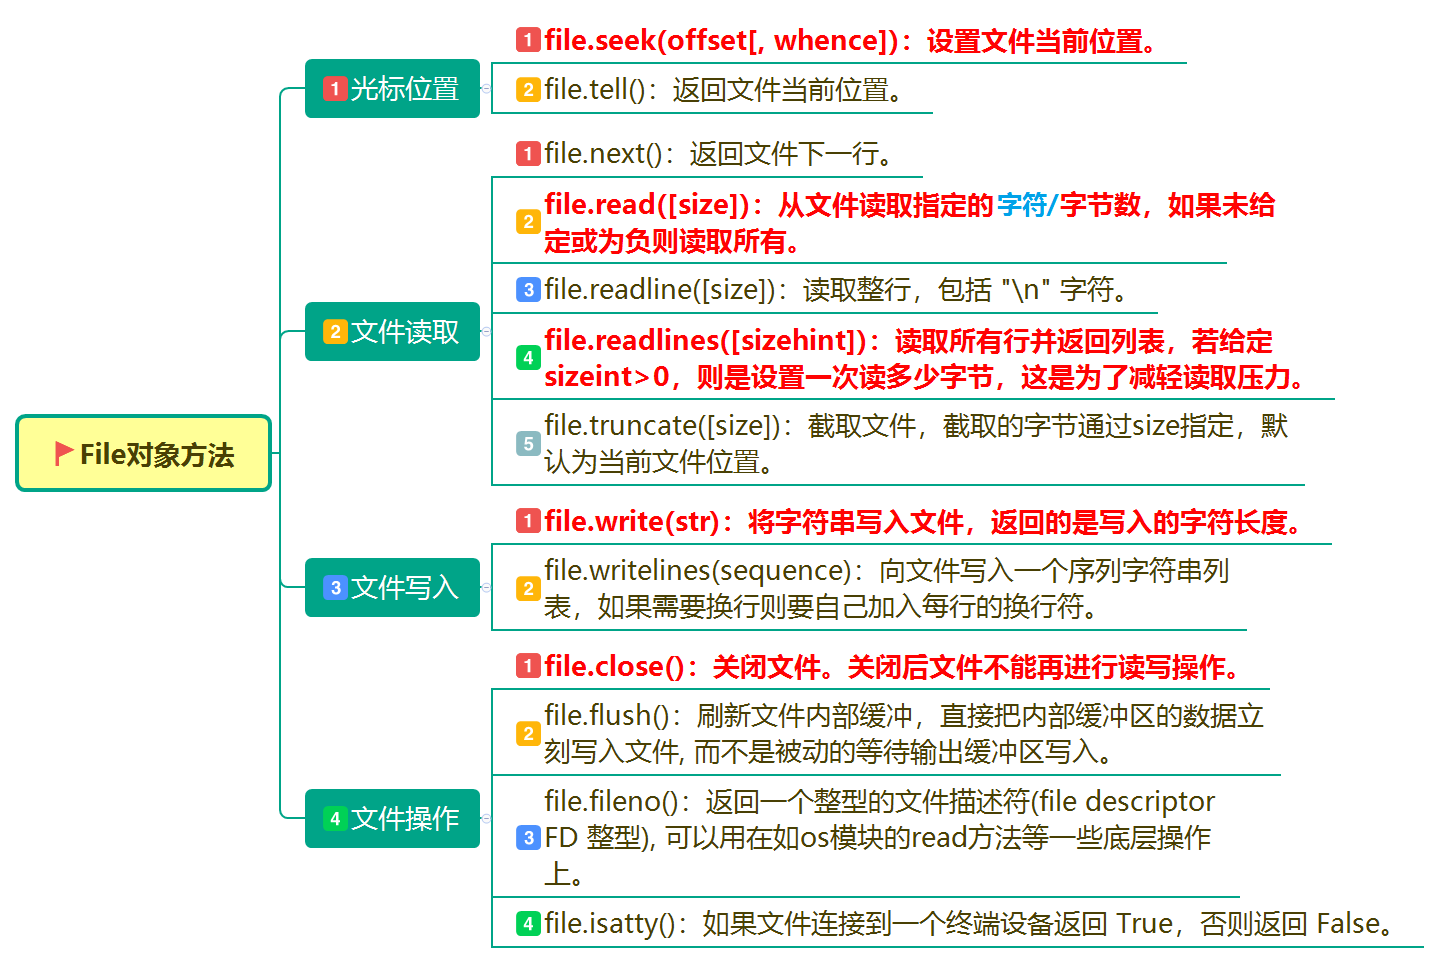 File对象方法
1 光标位置
1 file.seek(offset[, whence])：设置文件当前位置。
2 file.tell()：返回文件当前位置。
2 文件读取
1 file.next()：返回文件下一行。
2 file.read([size])：从文件读取指定的字符/字节数，如果未给
定或为负则读取所有。
3 file.readline([size])：读取整行，包括 "\n" 字符。
4 file.readlines([sizehint])：读取所有行并返回列表，若给定
sizeint>0，则是设置一次读多少字节，这是为了减轻读取压力。
5 file.truncate([size])：截取文件，截取的字节通过size指定，默
认为当前文件位置。
3 文件写入
1 file.write(str)：将字符串写入文件，返回的是写入的字符长度。
2 file.writelines(sequence)：向文件写入一个序列字符串列
表，如果需要换行则要自己加入每行的换行符。
4 文件操作
1 file.close()：关闭文件。关闭后文件不能再进行读写操作。
2 file.flush()：刷新文件内部缓冲，直接把内部缓冲区的数据立
刻写入文件, 而不是被动的等待输出缓冲区写入。
3 file.fileno()：返回一个整型的文件描述符(file descriptor
FD 整型), 可以用在如os模块的read方法等一些底层操作
上。
4 file.isatty()：如果文件连接到一个终端设备返回 True，否则返回 False。